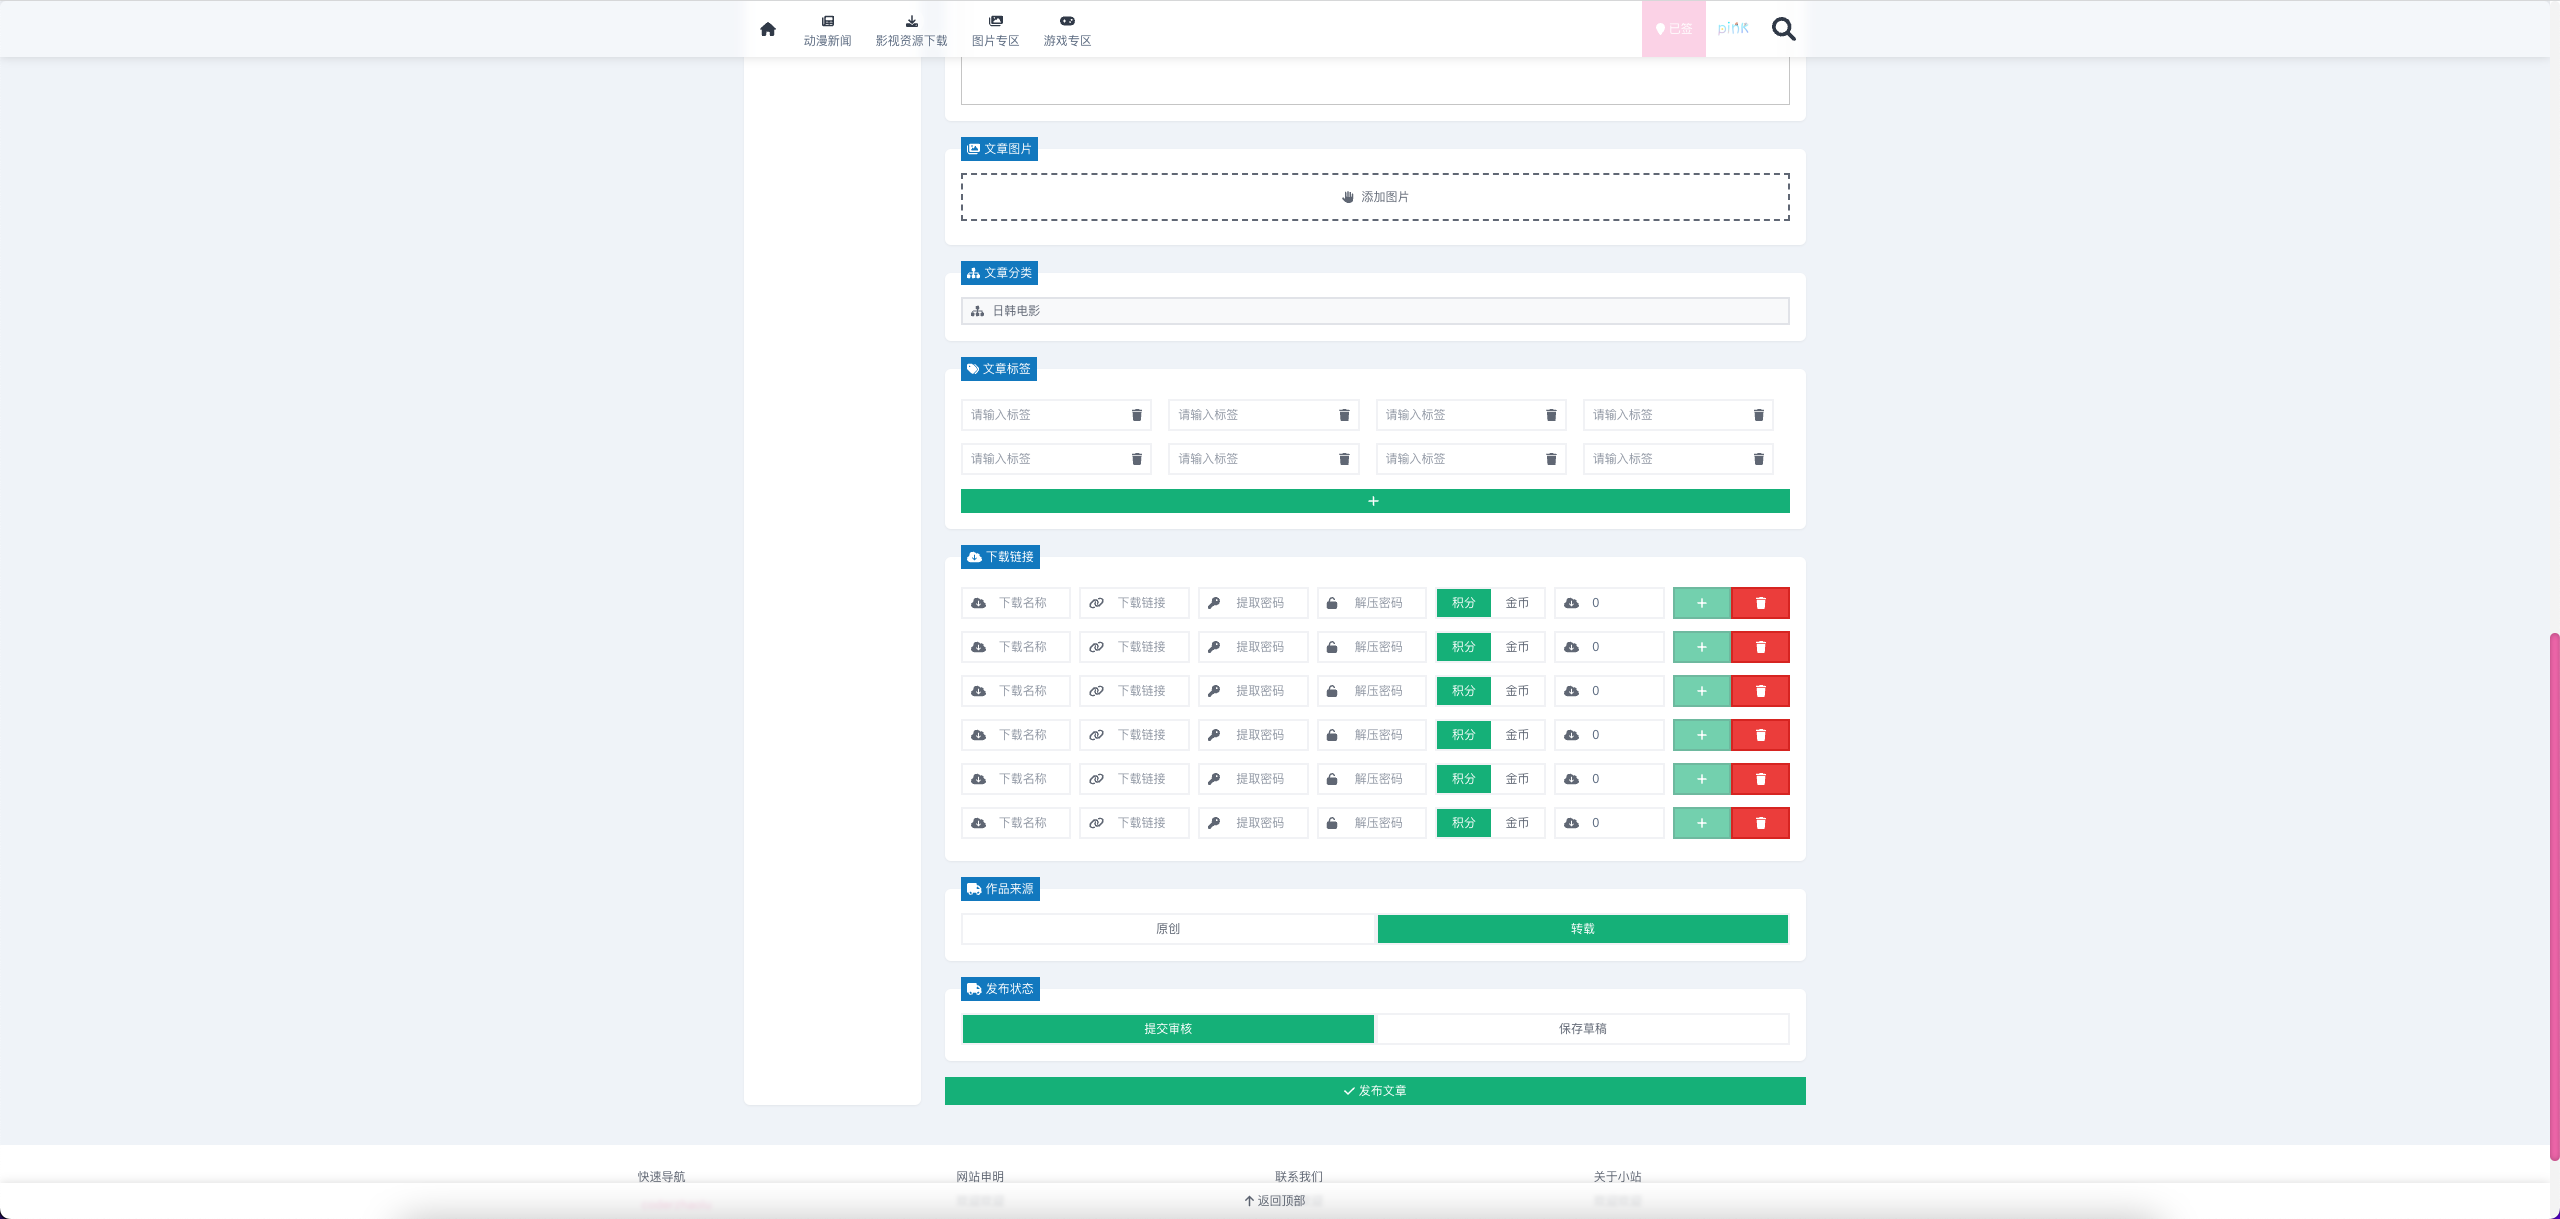 动漫新闻 影视资源下载 图片专区 游戏专区 已签 pink
文章图片
添加图片
文章分类
日韩电影
文章标签
请输入标签 请输入标签 请输入标签 请输入标签
请输入标签 请输入标签 请输入标签 请输入标签
下载链接
下载名称 下载链接 提取密码 解压密码 积分 金币 0
下载名称 下载链接 提取密码 解压密码 积分 金币 0
下载名称 下载链接 提取密码 解压密码 积分 金币 0
下载名称 下载链接 提取密码 解压密码 积分 金币 0
下载名称 下载链接 提取密码 解压密码 积分 金币 0
下载名称 下载链接 提取密码 解压密码 积分 金币 0
作品来源
原创 转载
发布状态
提交审核 保存草稿
发布文章
快速导航 网站申明 联系我们 关于小站
返回顶部